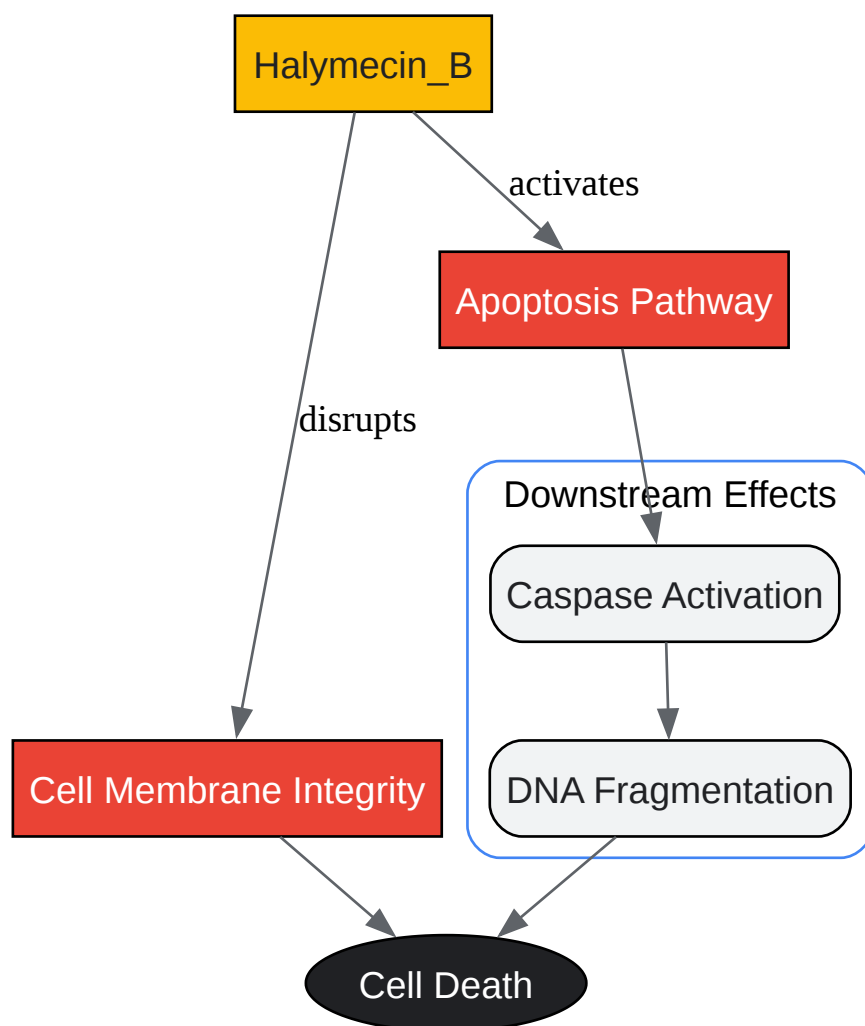 Halymecin_B
activates
Apoptosis Pathway
disrupts
Downstream Effects
Caspase Activation
Cell Membrane Integrity
DNA Fragmentation
Cell Death